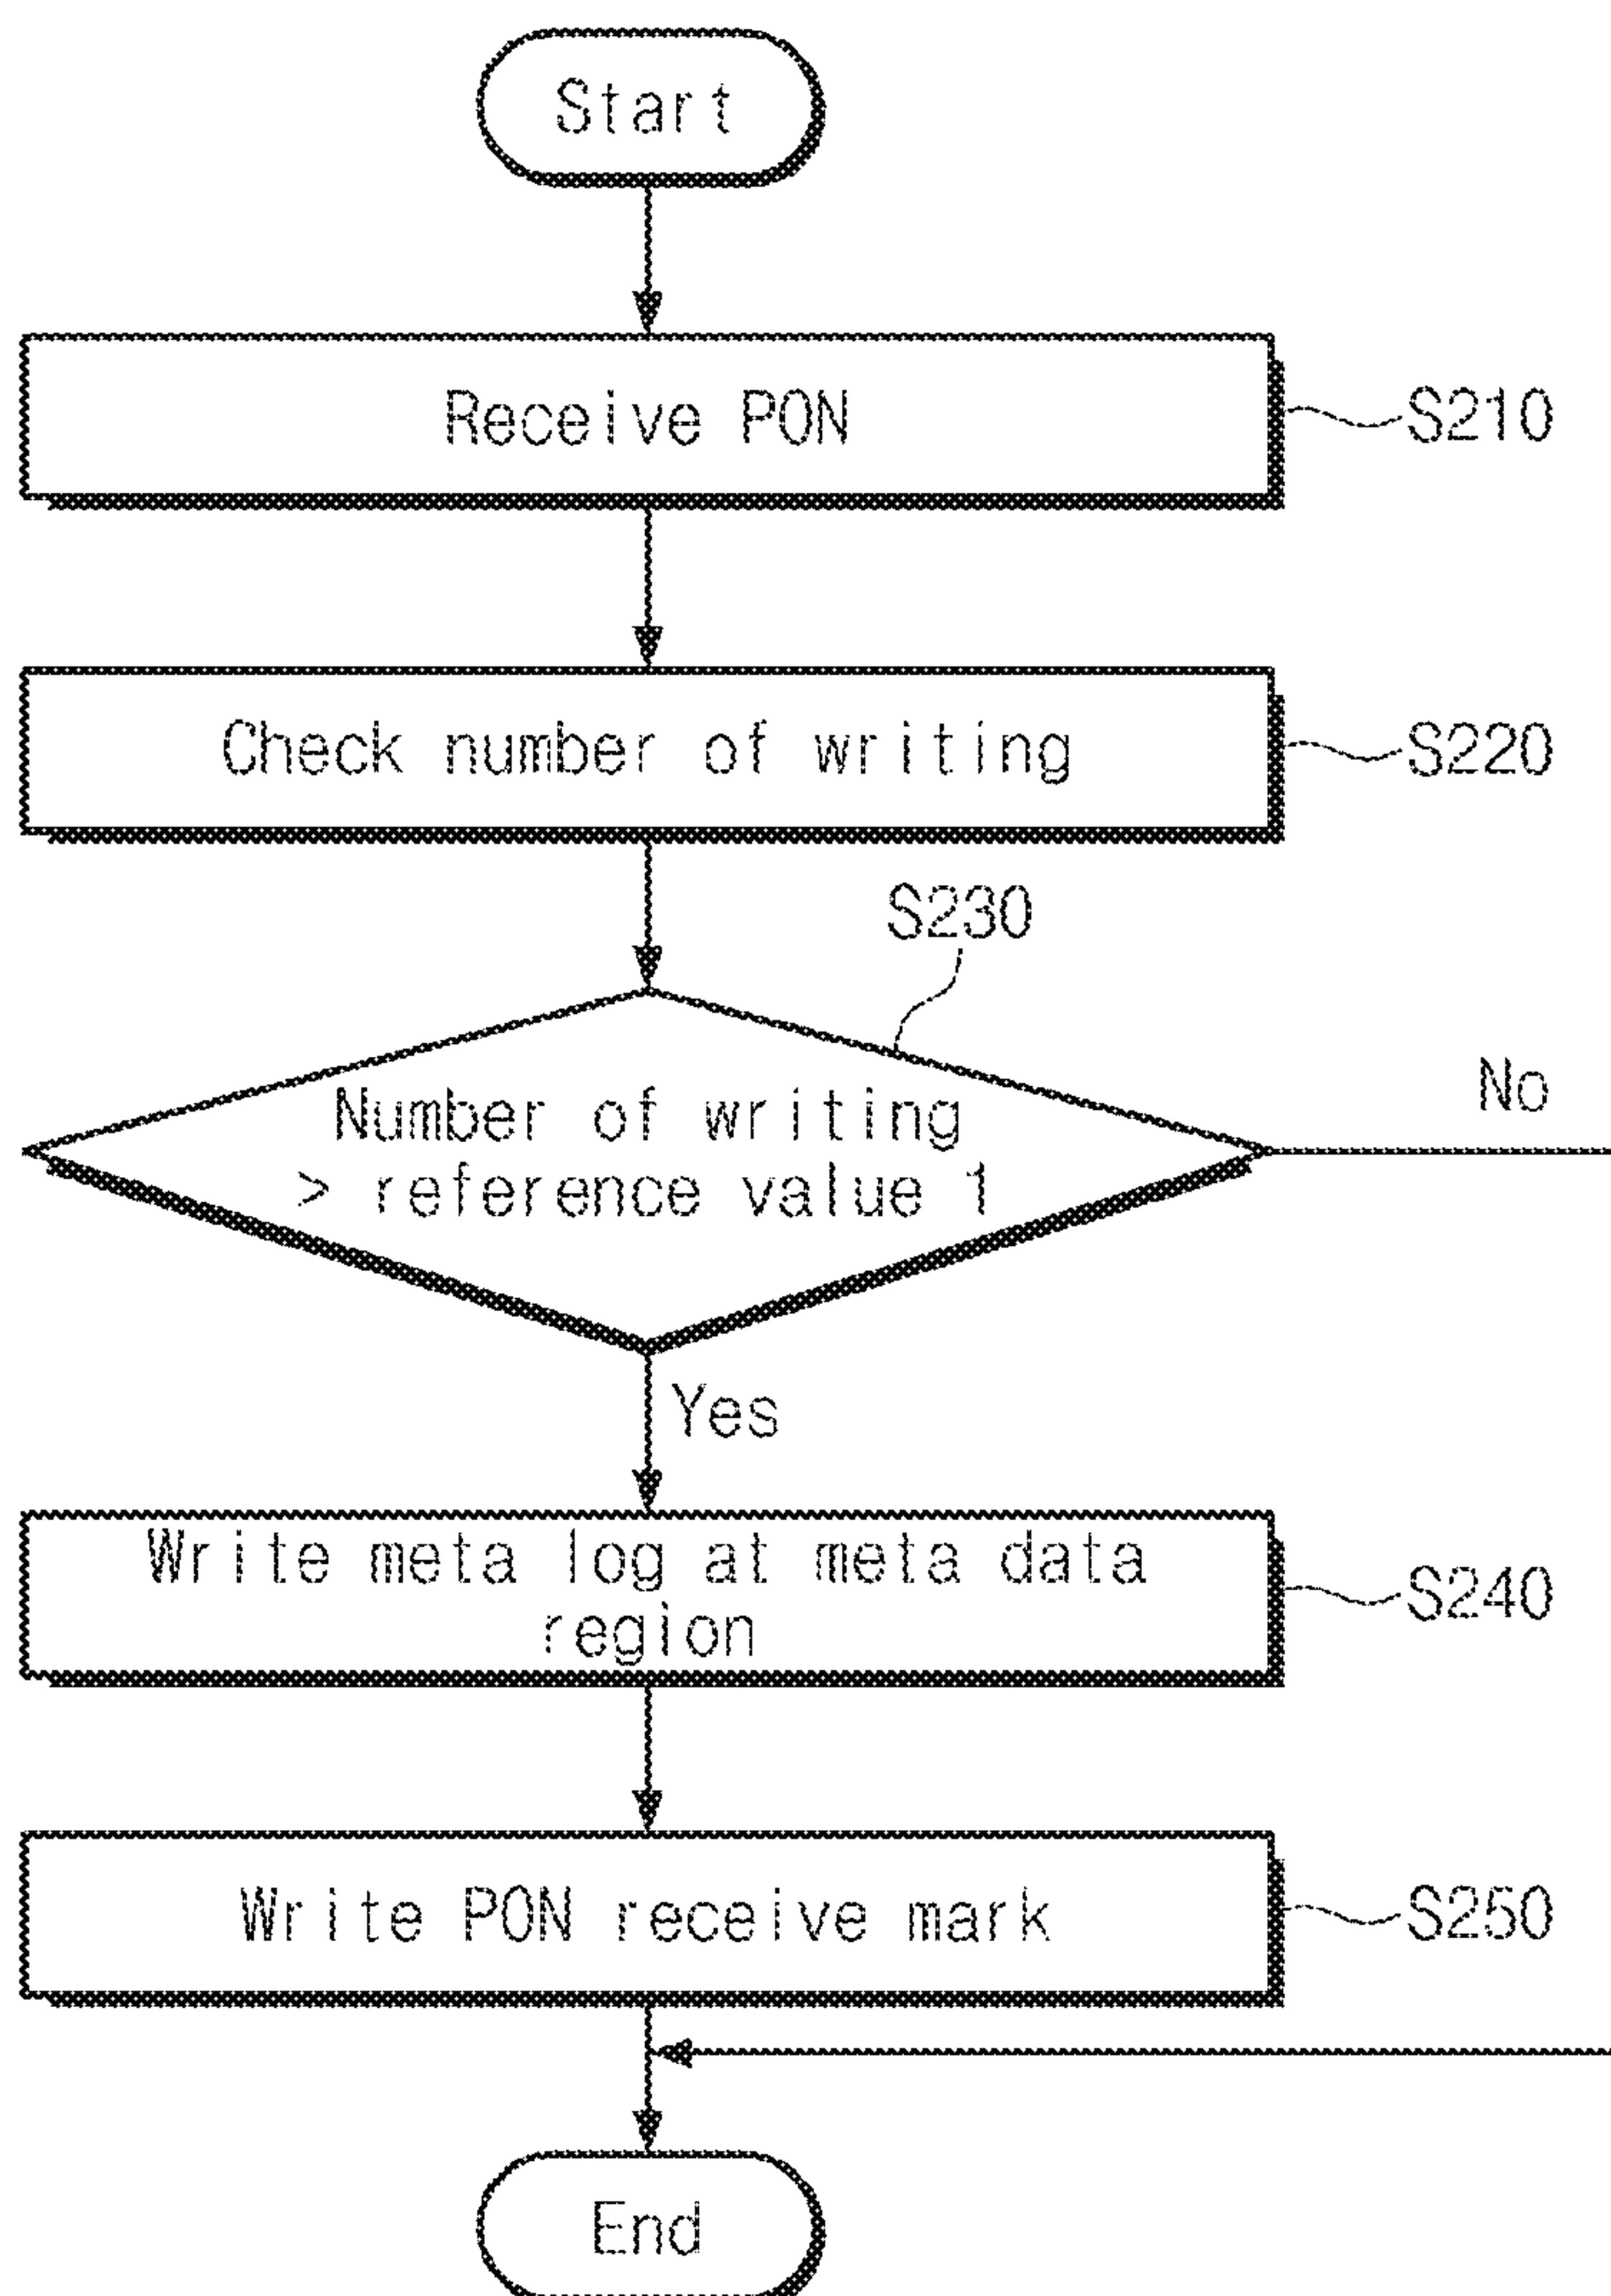 Start
Receive PON
S210
Check number of writing
S220
S230
Number of writing
> reference value 1
No
Yes
Write meta log at meta data
region
S240
Write PON receive mark
S250
End